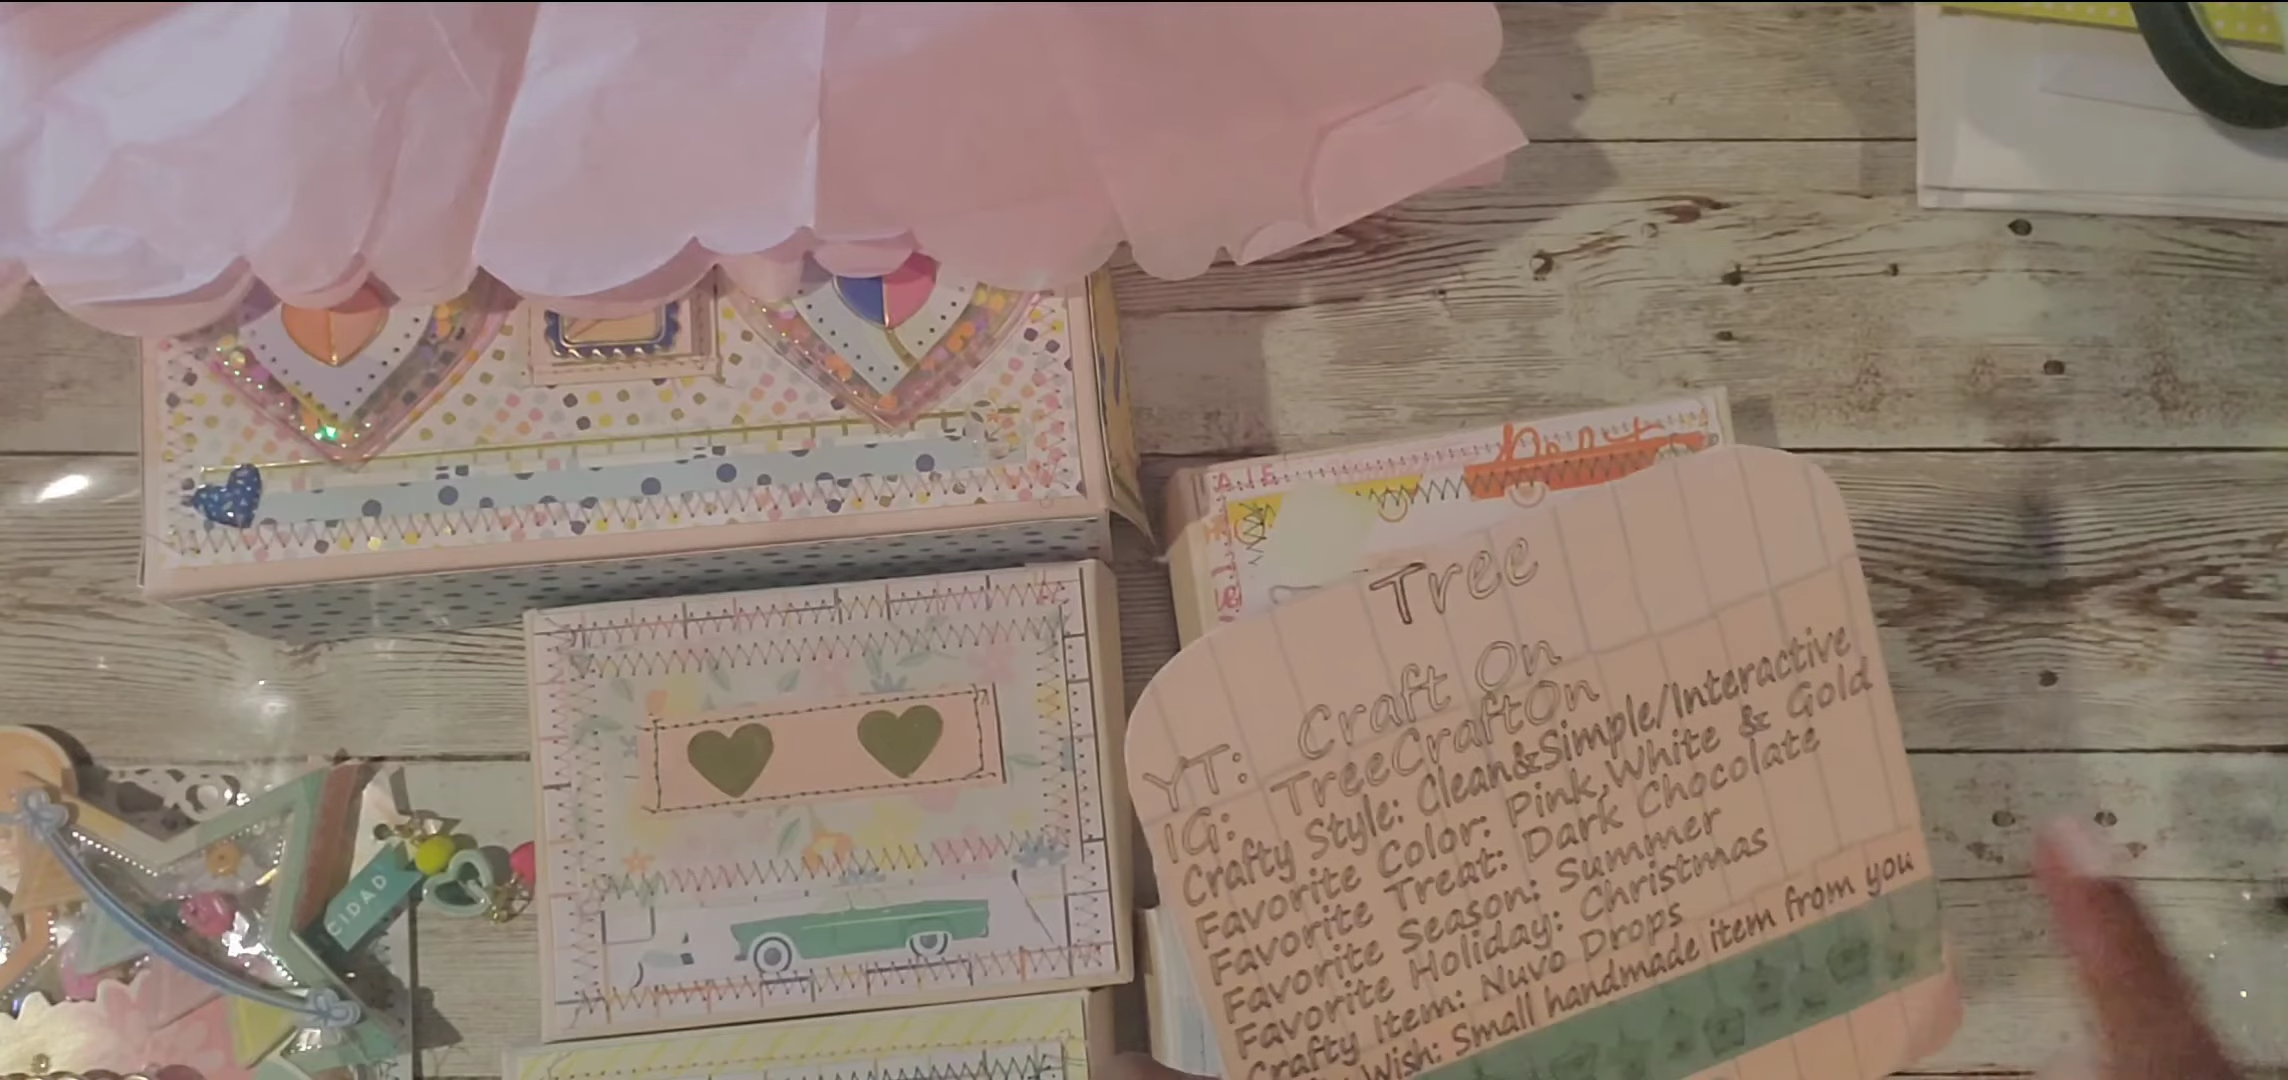 Tree
YT: Craft On
IG: TreeCraftOn
Crafty Style: Clean&Simple/Interactive
Favorite Color: Pink, White & Gold
Favorite Treat: Dark Chocolate
Favorite Season: Summer
Favorite Holiday: Christmas
Crafty Item: Nuvo Drops
Wish: Small handmade item from you
CIDAD